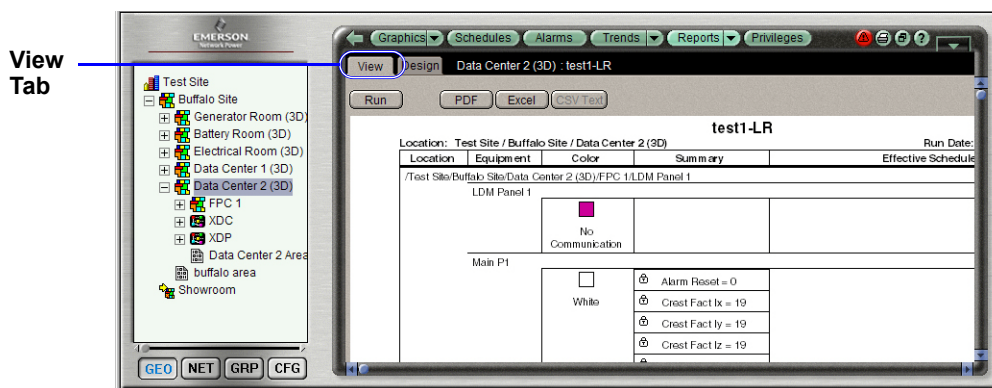 View
Tab
EMERSON
Network Power
Test Site
Buffalo Site
Generator Room (3D)
Battery Room (3D)
Electrical Room (3D)
Data Center 1 (3D)
Data Center 2 (3D)
FPC 1
XDC
XDP
Data Center 2 Area
buffalo area
Showroom
GEO NET GRP CFG
Graphics Schedules Alarms Trends Reports Privileges
View Design Data Center 2 (3D) : test1-LR
Run PDF Excel CSV Text
test1-LR
Location: Test Site / Buffalo Site / Data Center 2 (3D) Run Date:
Location Equipment Color Summary Effective Schedule
/Test Site/Buffalo Site/Data Center 2 (3D)/FPC 1/LDM Panel 1
LDM Panel 1
No
Communication
Main P1
White
Alarm Reset = 0
Crest Fact Ix = 19
Crest Fact Iy = 19
Crest Fact Iz = 19